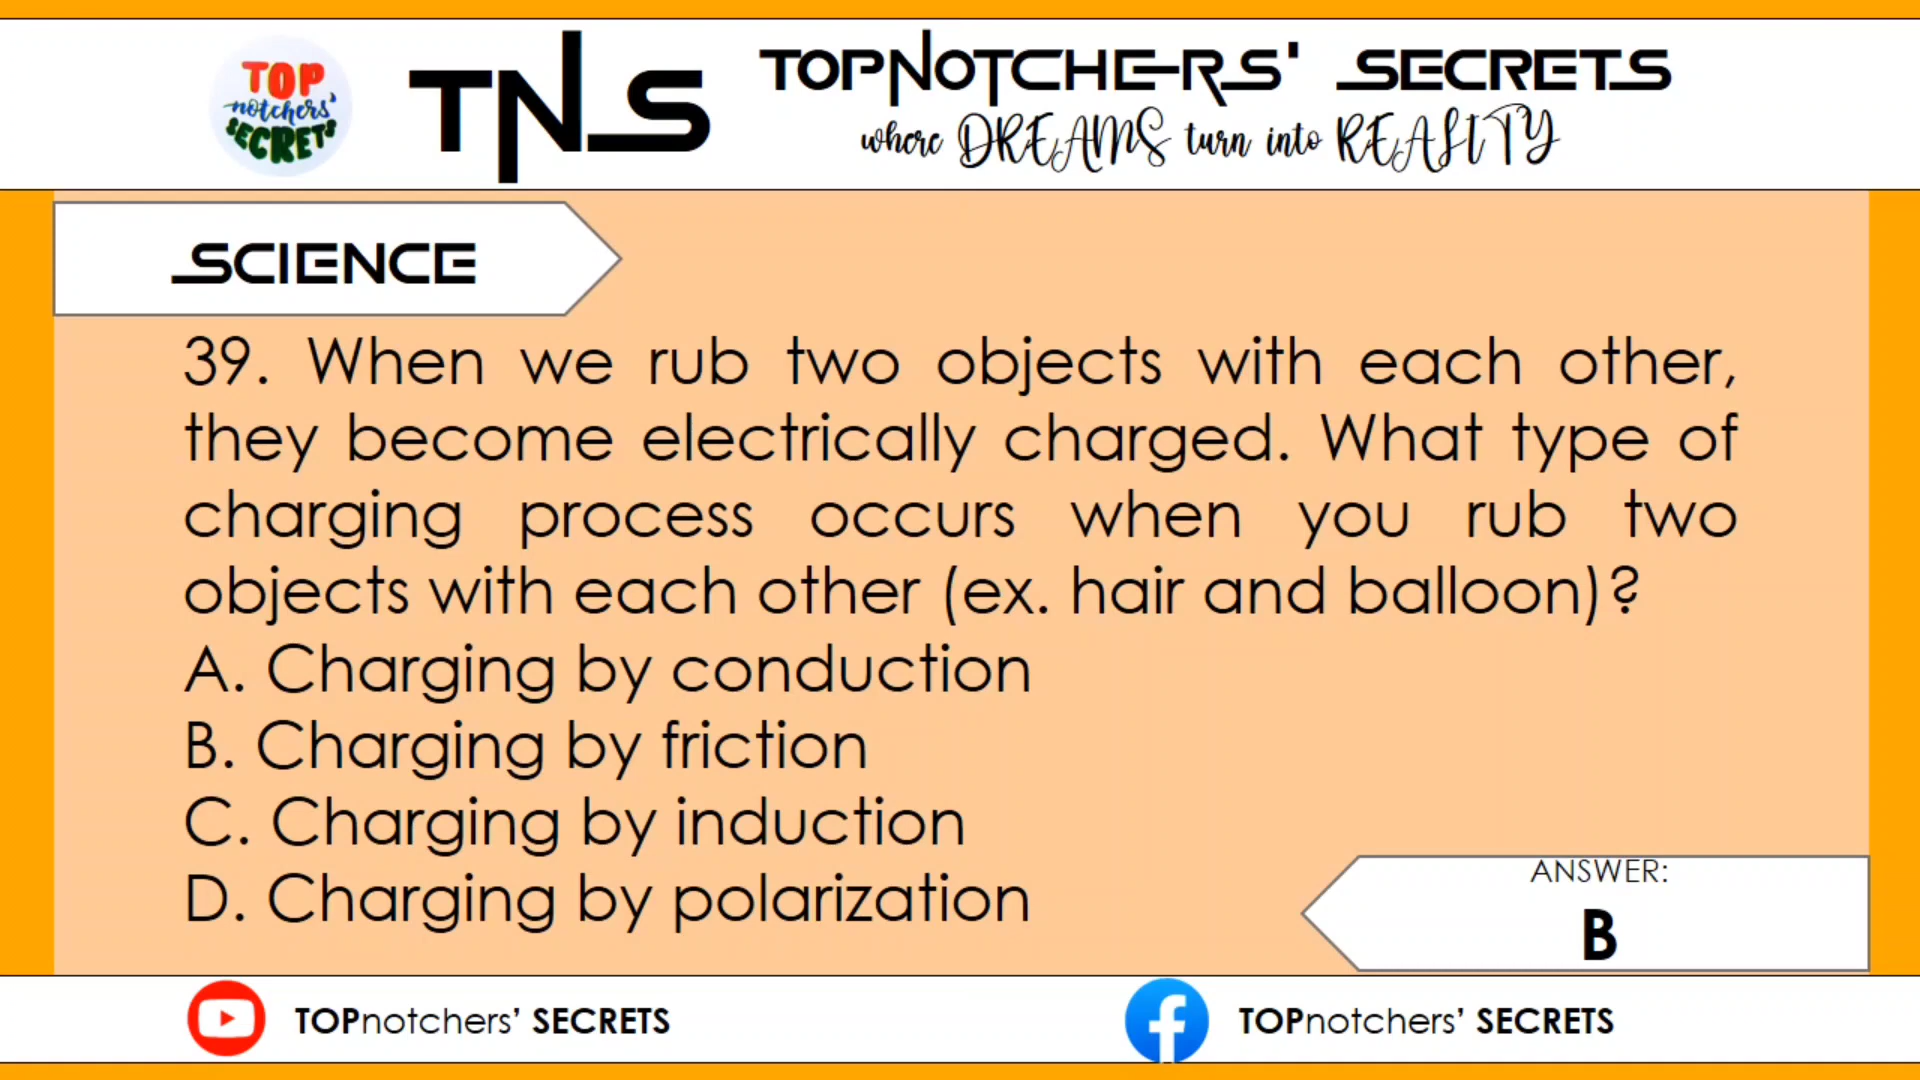 TOP
notchers'
SECRETS
TNS
TOPNOTCHERS' SECRETS
where DREAMS turn into REALITY
SCIENCE
39. When we rub two objects with each other,
they become electrically charged. What type of
charging process occurs when you rub two
objects with each other (ex. hair and balloon)?
A. Charging by conduction
B. Charging by friction
C. Charging by induction
D. Charging by polarization
ANSWER:
B
TOPnotchers’ SECRETS
TOPnotchers’ SECRETS